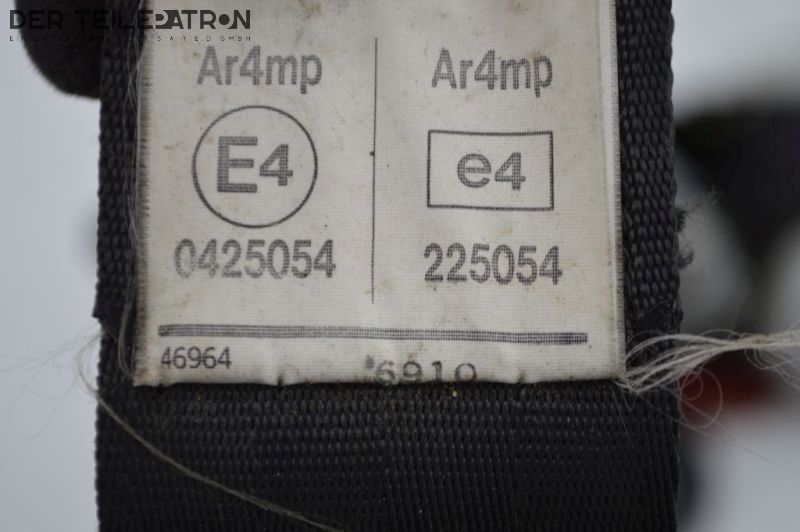 DER TEILEPATRON
Ar4mp Ar4mp
E4 e4
0425054 225054
46964 6910